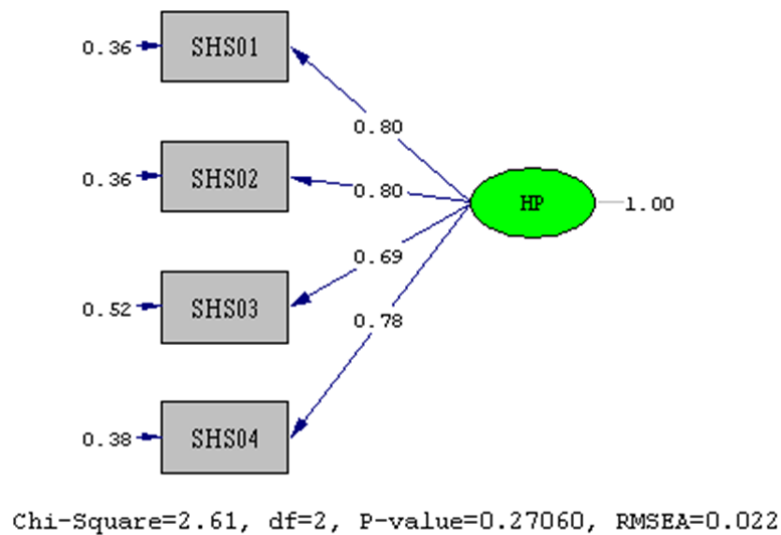 0.36 SHS01
0.80
0.36 SHS02
0.80
HP 1.00
0.69
0.52 SHS03
0.78
0.38 SHS04
Chi-Square=2.61, df=2, P-value=0.27060, RMSEA=0.022